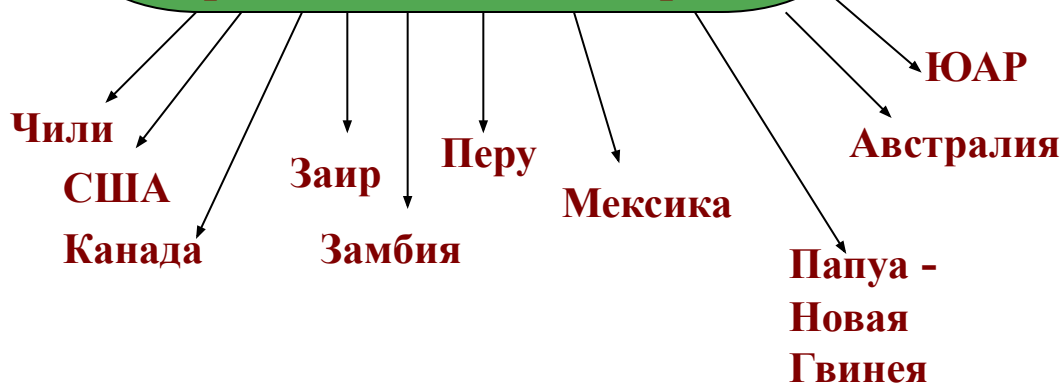 ЮАР
Чили
Австралия
Перу
Заир
США
Мексика
Канада
Замбия
Папуа -
Новая
Гвинея